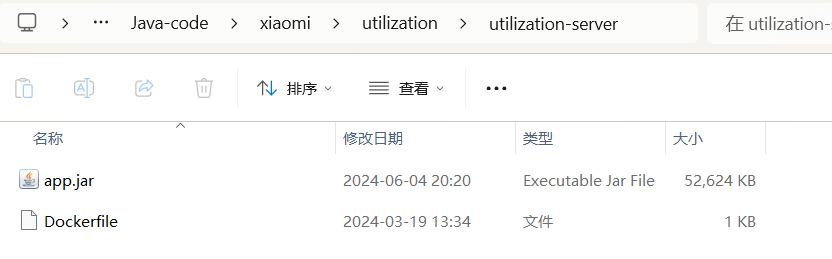 … Java-code > xiaomi > utilization > utilization-server 在 utilization-
排序 查看 …
名称 修改日期 类型 大小
app.jar 2024-06-04 20:20 Executable Jar File 52,624 KB
Dockerfile 2024-03-19 13:34 文件 1 KB